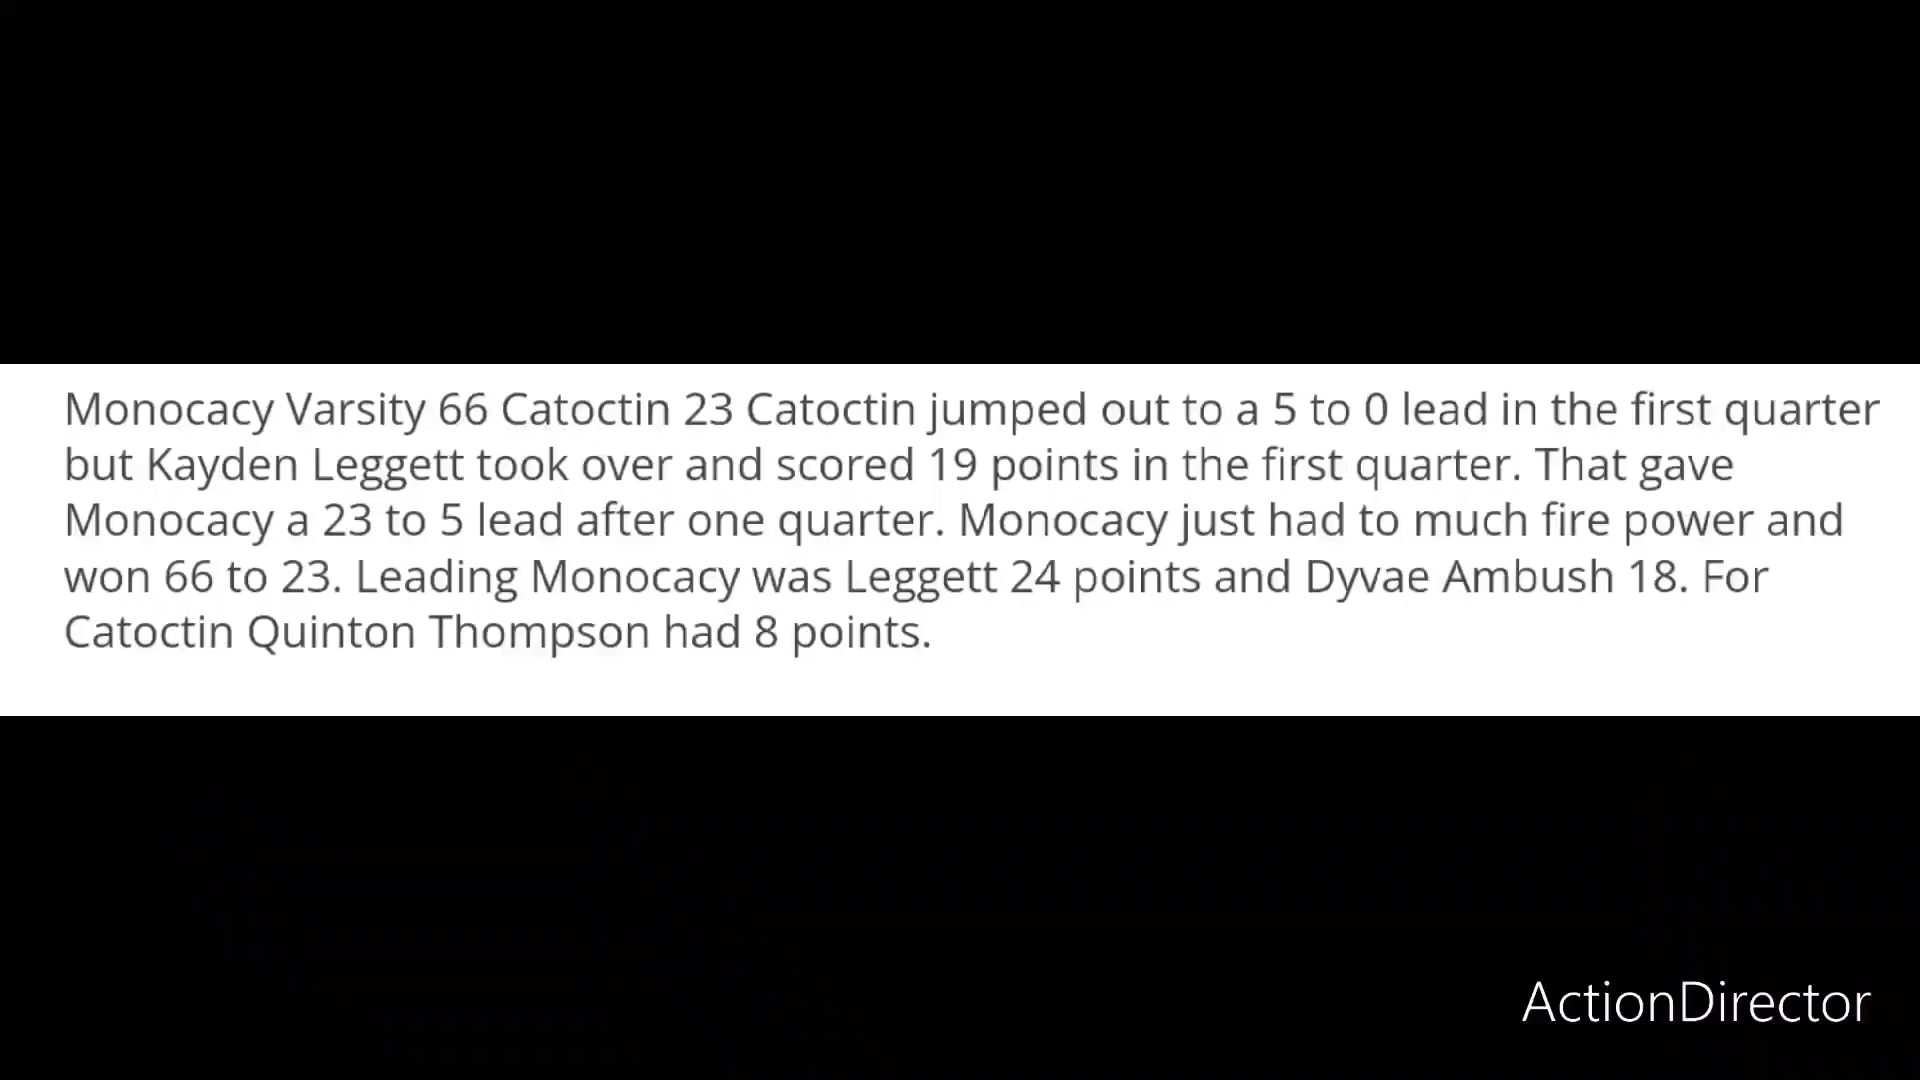 Monocacy Varsity 66 Catoctin 23 Catoctin jumped out to a 5 to 0 lead in the first quarter
but Kayden Leggett took over and scored 19 points in the first quarter. That gave
Monocacy a 23 to 5 lead after one quarter. Monocacy just had to much fire power and
won 66 to 23. Leading Monocacy was Leggett 24 points and Dyvae Ambush 18. For
Catoctin Quinton Thompson had 8 points.
ActionDirector